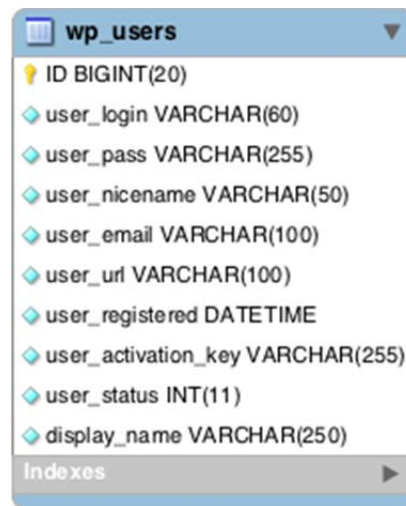 wp_users
ID BIGINT(20)
user_login VARCHAR(60)
user_pass VARCHAR(255)
user_nicename VARCHAR(50)
user_email VARCHAR(100)
user_url VARCHAR(100)
user_registered DATETIME
user_activation_key VARCHAR(255)
user_status INT(11)
display_name VARCHAR(250)
Indexes